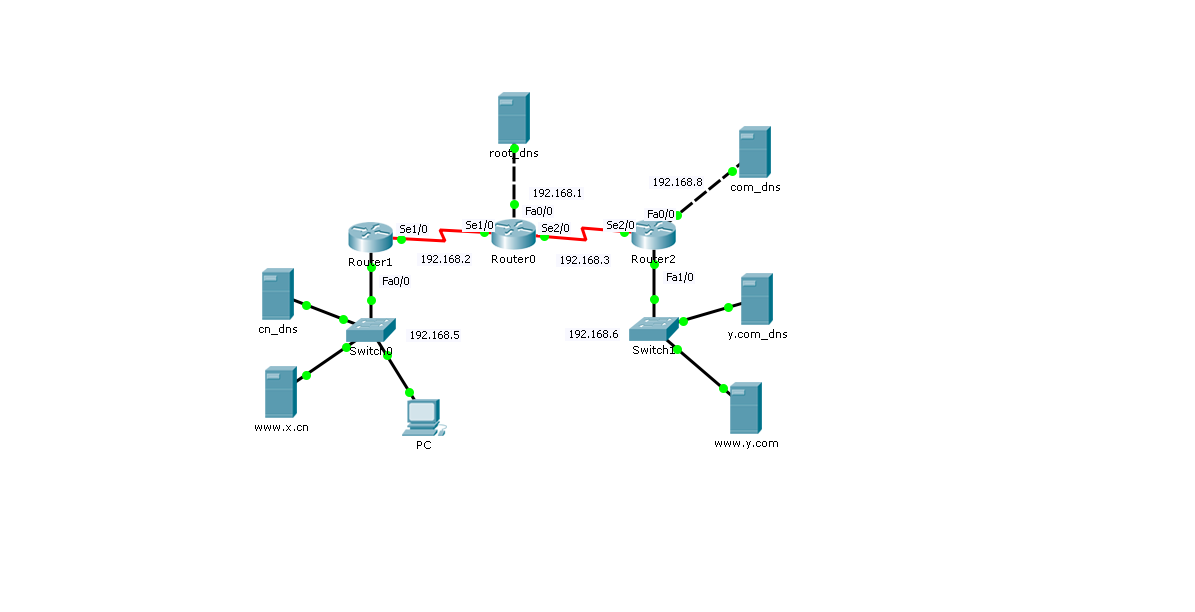 root_dns
192.168.8
com_dns
192.168.1
Fa0/0
Fa0/0
Se1/0
Se1/0
Se2/0
Se2/0
Router1
192.168.2
Router0
192.168.3
Router2
Fa0/0
Fa1/0
cn_dns
Switch0
192.168.5
192.168.6
Switch1
y.com_dns
www.x.cn
PC
www.y.com